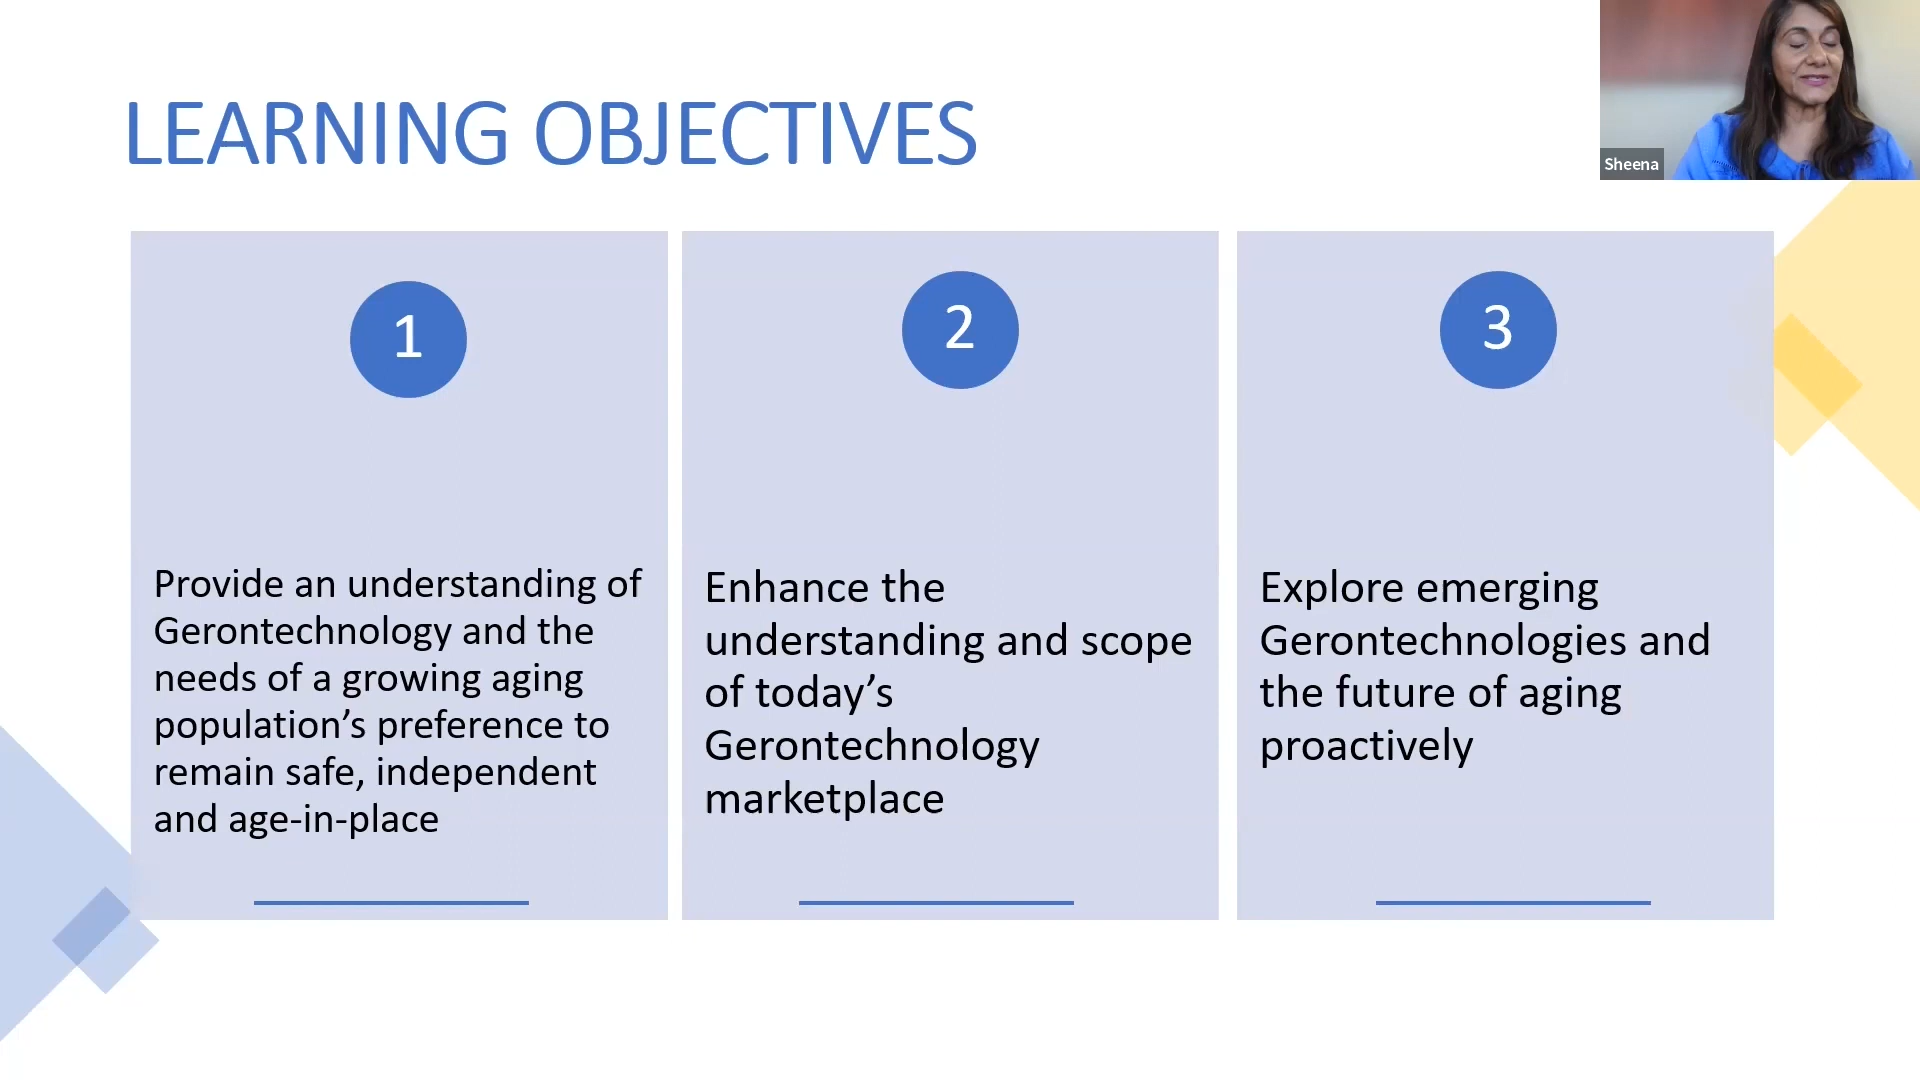 LEARNING OBJECTIVES
Sheena
1
Provide an understanding of
Gerontechnology and the
needs of a growing aging
population’s preference to
remain safe, independent
and age-in-place
2
Enhance the
understanding and scope
of today’s
Gerontechnology
marketplace
3
Explore emerging
Gerontechnologies and
the future of aging
proactively